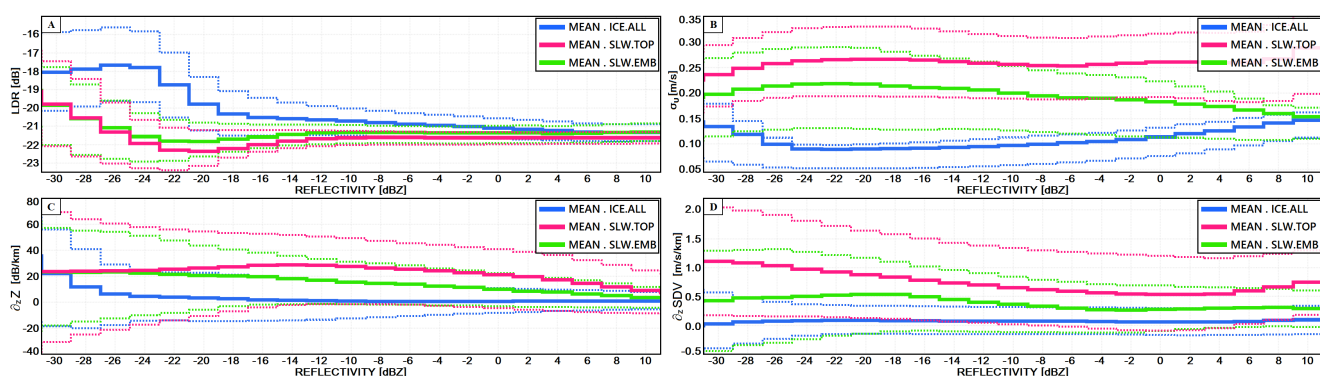 A
MEAN . ICE.ALL
MEAN . SLW.TOP
MEAN . SLW.EMB
LDR [dB]
-16
-17
-18
-19
-20
-21
-22
-23
-30 -28 -26 -24 -22 -20 -18 -16 -14 -12 -10 -8 -6 -4 -2 0 2 4 6 8 10
REFLECTIVITY [dBZ]
B
MEAN . ICE.ALL
MEAN . SLW.TOP
MEAN . SLW.EMB
σᵤ [m/s]
0.35
0.30
0.25
0.20
0.15
0.10
0.05
-30 -28 -26 -24 -22 -20 -18 -16 -14 -12 -10 -8 -6 -4 -2 0 2 4 6 8 10
REFLECTIVITY [dBZ]
C
MEAN . ICE.ALL
MEAN . SLW.TOP
MEAN . SLW.EMB
∂zZ [dB/km]
80
60
40
20
0
-20
-40
-30 -28 -26 -24 -22 -20 -18 -16 -14 -12 -10 -8 -6 -4 -2 0 2 4 6 8 10
REFLECTIVITY [dBZ]
D
MEAN . ICE.ALL
MEAN . SLW.TOP
MEAN . SLW.EMB
∂z SDV [m/s/km]
2.0
1.5
1.0
0.5
0.0
-0.5
-30 -28 -26 -24 -22 -20 -18 -16 -14 -12 -10 -8 -6 -4 -2 0 2 4 6 8 10
REFLECTIVITY [dBZ]